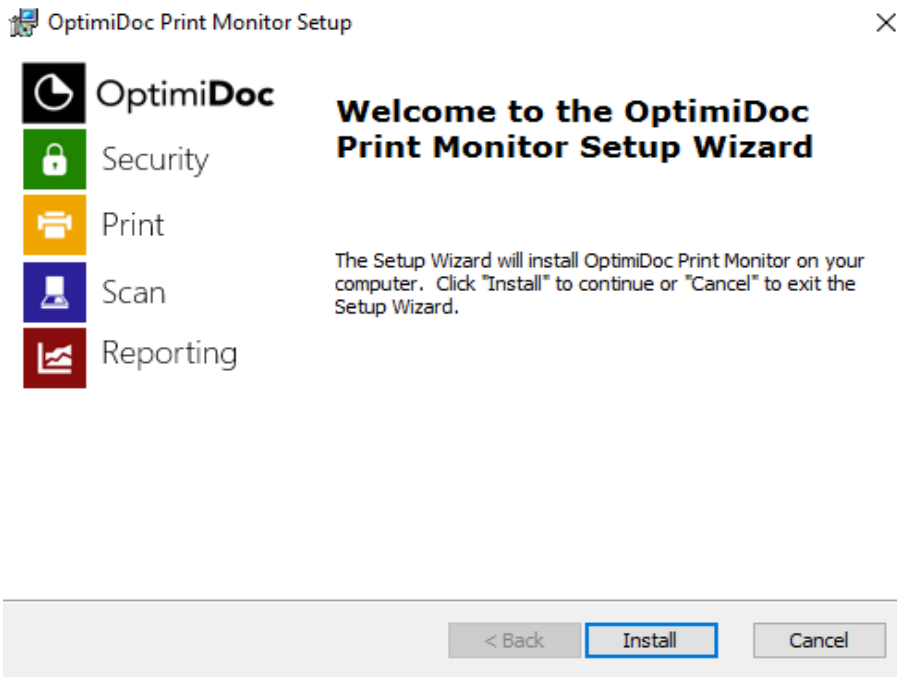 OptimiDoc Print Monitor Setup
OptimiDoc
Security
Print
Scan
Reporting
Welcome to the OptimiDoc
Print Monitor Setup Wizard
The Setup Wizard will install OptimiDoc Print Monitor on your
computer. Click "Install" to continue or "Cancel" to exit the
Setup Wizard.
< Back
Install
Cancel